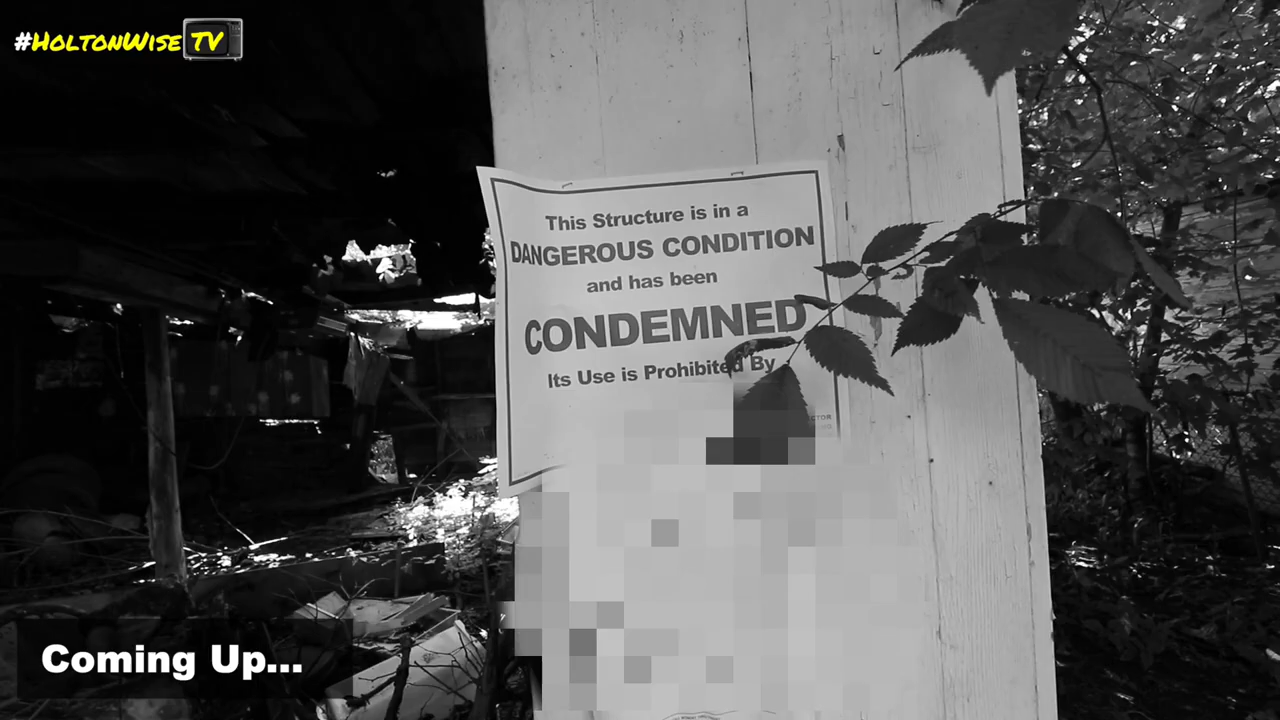 #HOLTONWISE TV
This Structure is in a
DANGEROUS CONDITION
and has been
CONDEMNED
Its Use is Prohibited By
Coming Up...